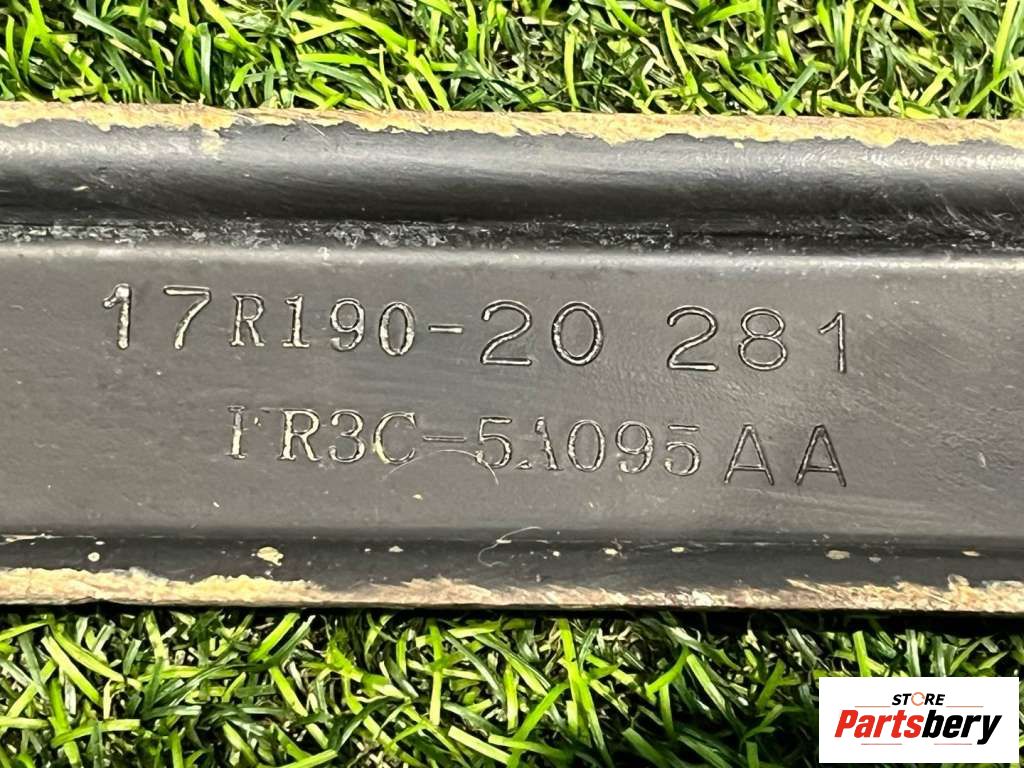 17R190-20 281
FR3C-5A095AA
STORE
Partsbery